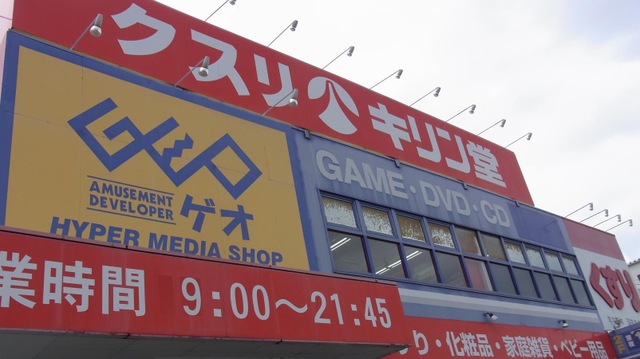 クスリ キリン堂
GEO
AMUSEMENT
DEVELOPER
ゲオ
HYPER MEDIA SHOP
GAME・DVD・CD
くすり
業時間 9:00〜21:45
り・化粧品・家庭雑貨・ベビー用品